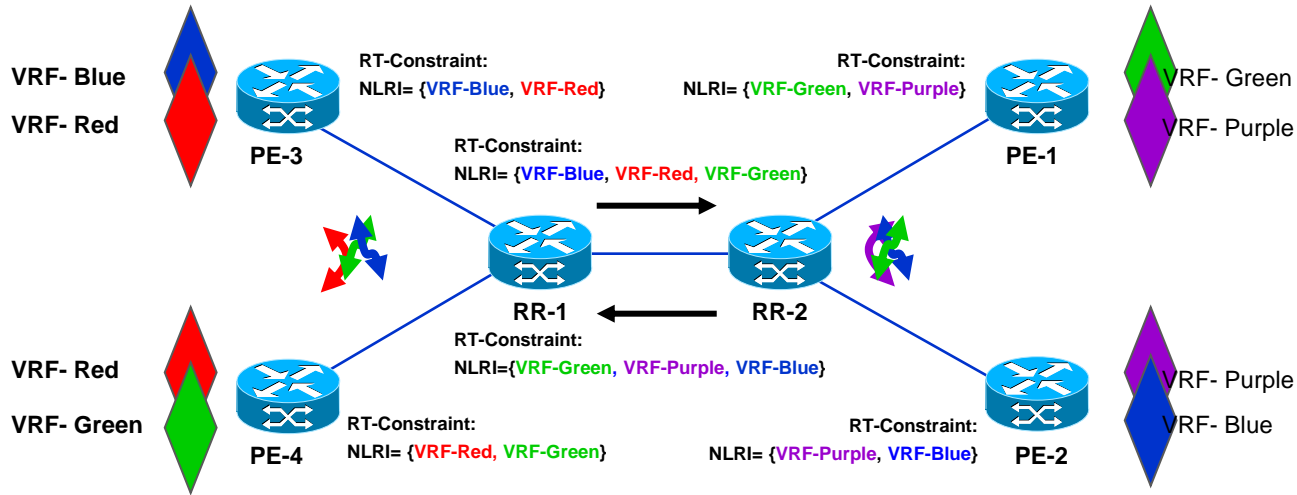 VRF- Blue
VRF- Red
PE-3
RT-Constraint:
NLRI= {VRF-Blue, VRF-Red}
RT-Constraint:
NLRI= {VRF-Green, VRF-Purple}
PE-1
VRF- Green
VRF- Purple
RT-Constraint:
NLRI= {VRF-Blue, VRF-Red, VRF-Green}
RR-1
RR-2
RT-Constraint:
NLRI={VRF-Green, VRF-Purple, VRF-Blue}
VRF- Red
VRF- Green
PE-4
RT-Constraint:
NLRI= {VRF-Red, VRF-Green}
RT-Constraint:
NLRI= {VRF-Purple, VRF-Blue}
PE-2
VRF- Purple
VRF- Blue